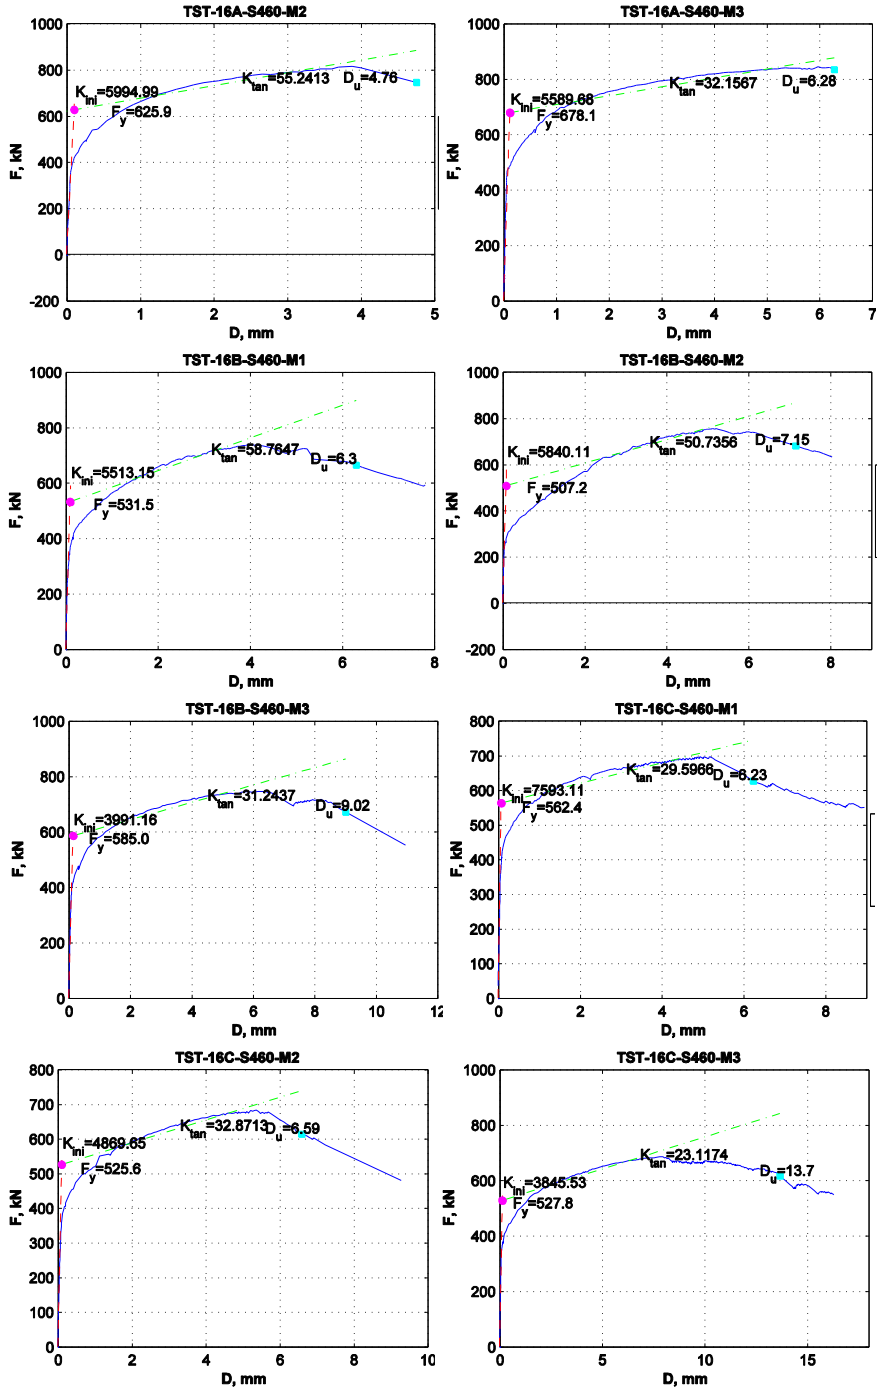 TST-16A-S460-M2
1000
800
600
400
200
0
-200
F, kN
K_ini=5994.99
F_y=625.9
K_tan=55.2413
D_u=4.76
0 1 2 3 4 5
D, mm
TST-16A-S460-M3
1000
800
600
400
200
0
F, kN
K_ini=5589.68
F_y=678.1
K_tan=32.1567
D_u=6.28
0 1 2 3 4 5 6 7
D, mm
TST-16B-S460-M1
1000
800
600
400
200
0
F, kN
K_ini=5513.15
F_y=531.5
K_tan=58.7647
D_u=6.3
0 2 4 6 8
D, mm
TST-16B-S460-M2
1000
800
600
400
200
0
-200
F, kN
K_ini=5840.11
F_y=507.2
K_tan=50.7356
D_u=7.15
0 2 4 6 8
D, mm
TST-16B-S460-M3
1000
800
600
400
200
0
F, kN
K_ini=3991.16
F_y=585.0
K_tan=31.2437
D_u=9.02
0 2 4 6 8 10 12
D, mm
TST-16C-S460-M1
800
700
600
500
400
300
200
100
0
F, kN
K_ini=7593.11
F_y=562.4
K_tan=29.5966
D_u=6.23
0 2 4 6 8
D, mm
TST-16C-S460-M2
800
700
600
500
400
300
200
100
0
F, kN
K_ini=4869.65
F_y=525.6
K_tan=32.8713
D_u=6.59
0 2 4 6 8 10
D, mm
TST-16C-S460-M3
1000
800
600
400
200
0
F, kN
K_ini=3845.53
F_y=527.8
K_tan=23.1174
D_u=13.7
0 5 10 15
D, mm